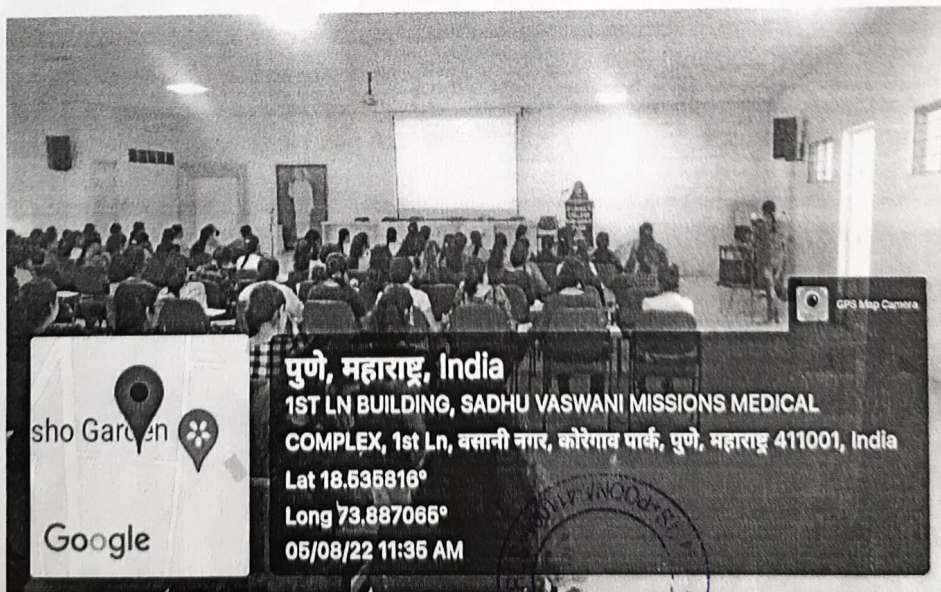 GPS Map Camera
पुणे, महाराष्ट्र, India
1ST LN BUILDING, SADHU VASWANI MISSIONS MEDICAL
COMPLEX, 1st Ln, वसानी नगर, कोरेगाव पार्क, पुणे, महाराष्ट्र 411001, India
Lat 18.535816°
Long 73.887065°
05/08/22 11:35 AM
sho Garden
Google